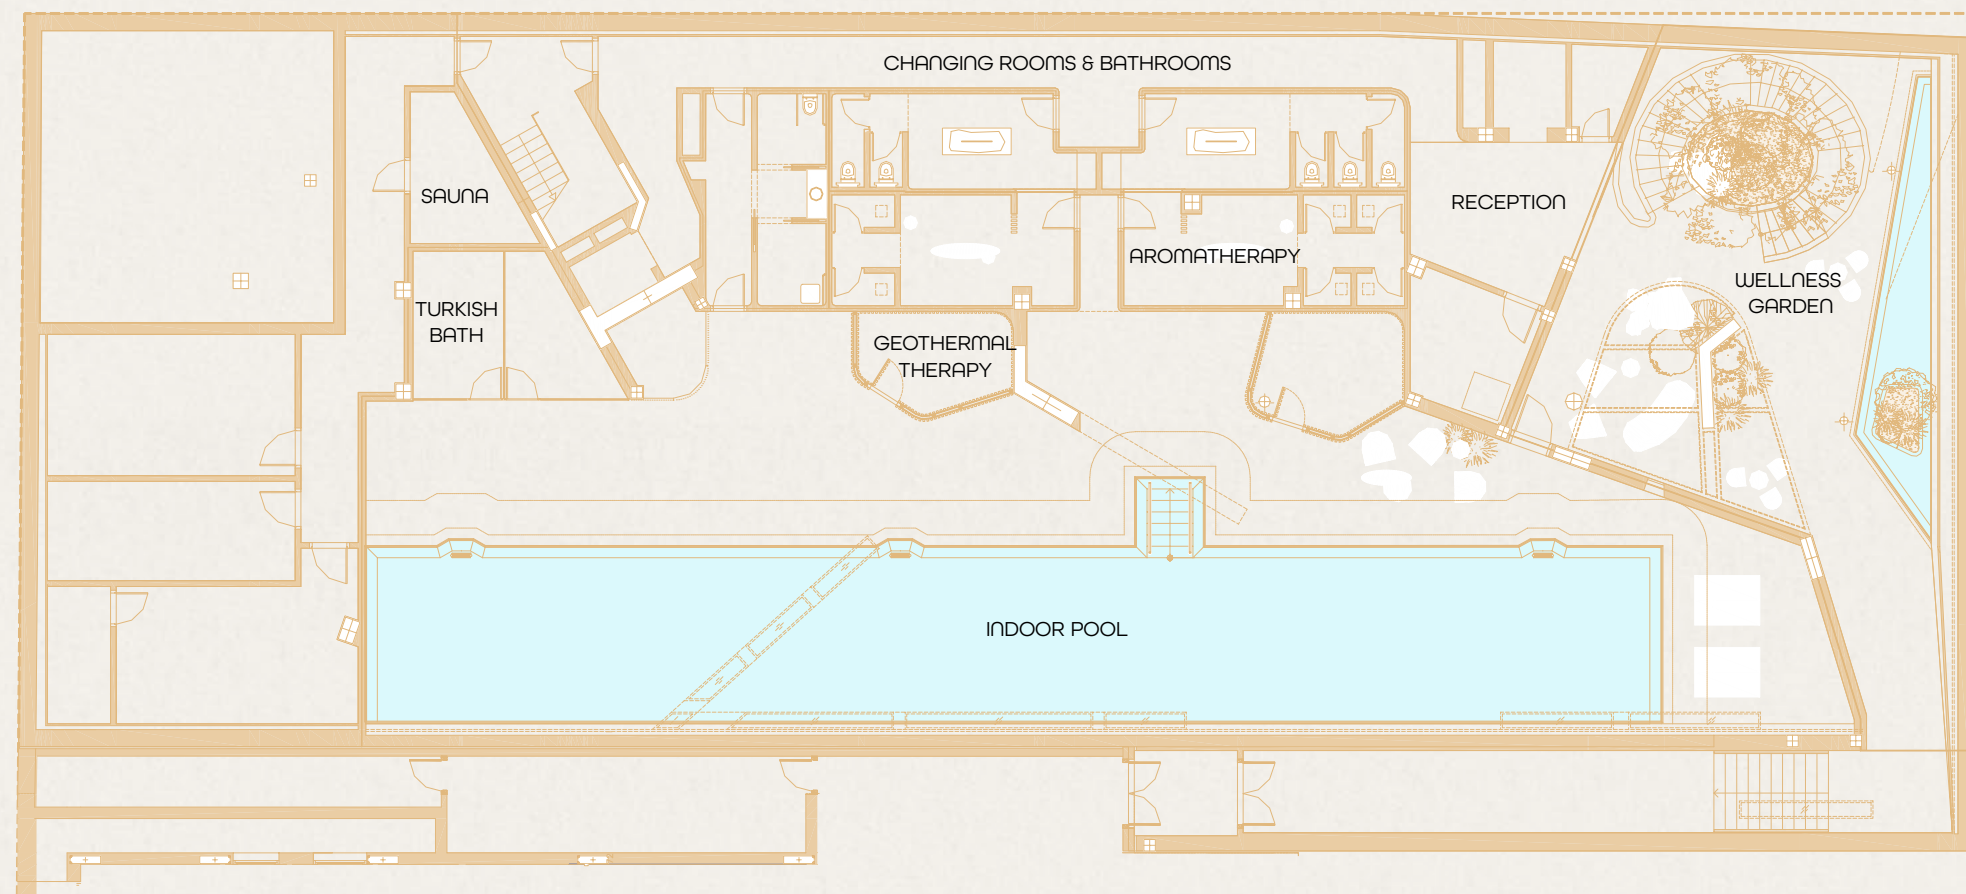 CHANGING ROOMS & BATHROOMS
SAUNA
RECEPTION
AROMATHERAPY
WELLNESS
GARDEN
TURKISH
BATH
GEOTHERMAL
THERAPY
INDOOR POOL